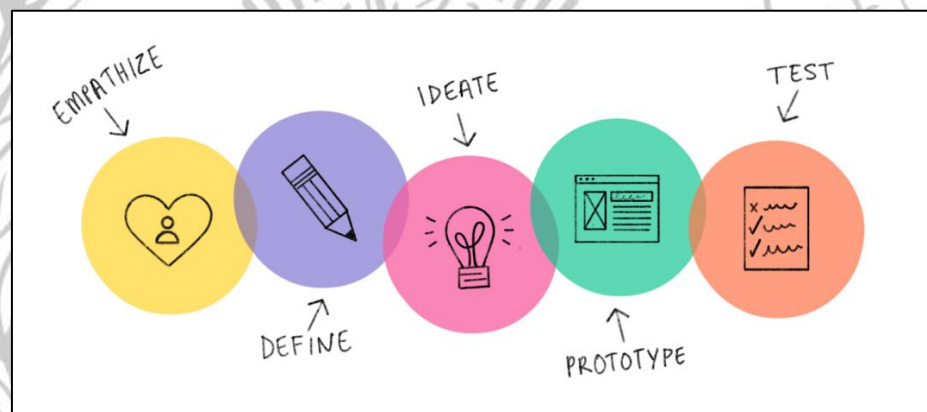 EMPATHIZE
DEFINE
IDEATE
PROTOTYPE
TEST